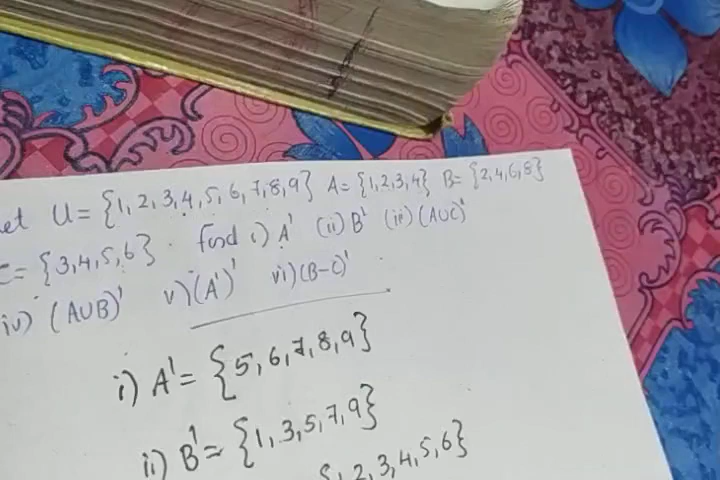 et U = {1, 2, 3, 4, 5, 6, 7, 8, 9} A = {1, 2, 3, 4} B = {2, 4, 6, 8}
C = {3, 4, 5, 6} . find i) A' (ii) B' (iii) (AUC)'
iv) (AUB)' v) (A')' vi) (B-C)'
i) A' = {5, 6, 7, 8, 9}
ii) B' = {1, 3, 5, 7, 9}
2, 3, 4, 5, 6}